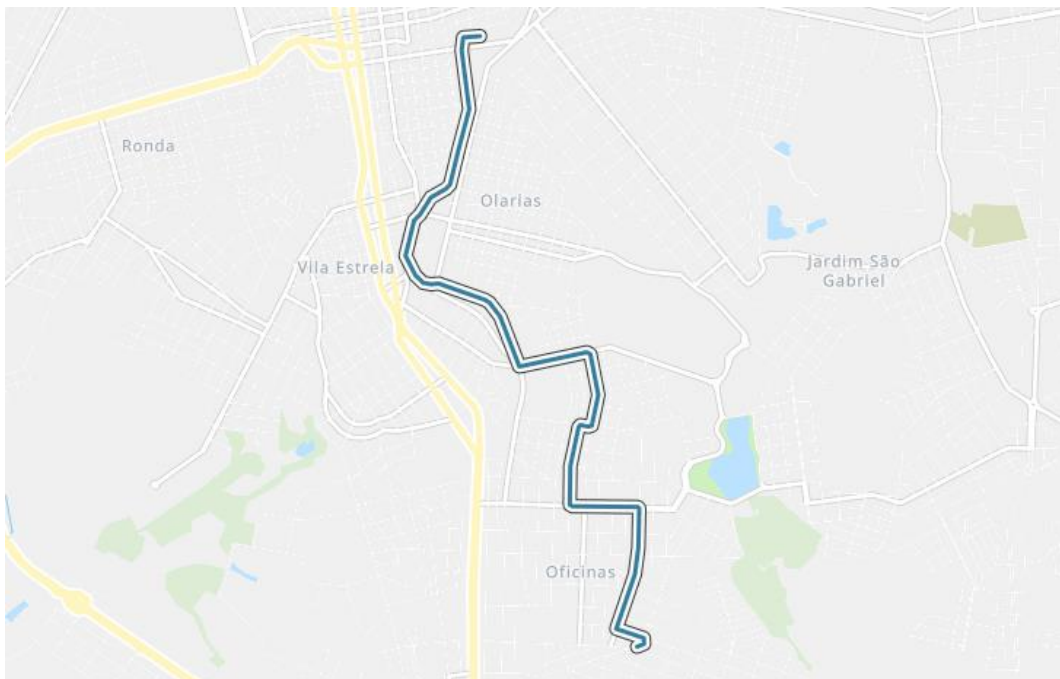 Ronda
Olarias
Vila Estrela
Jardim São
Gabriel
Oficinas